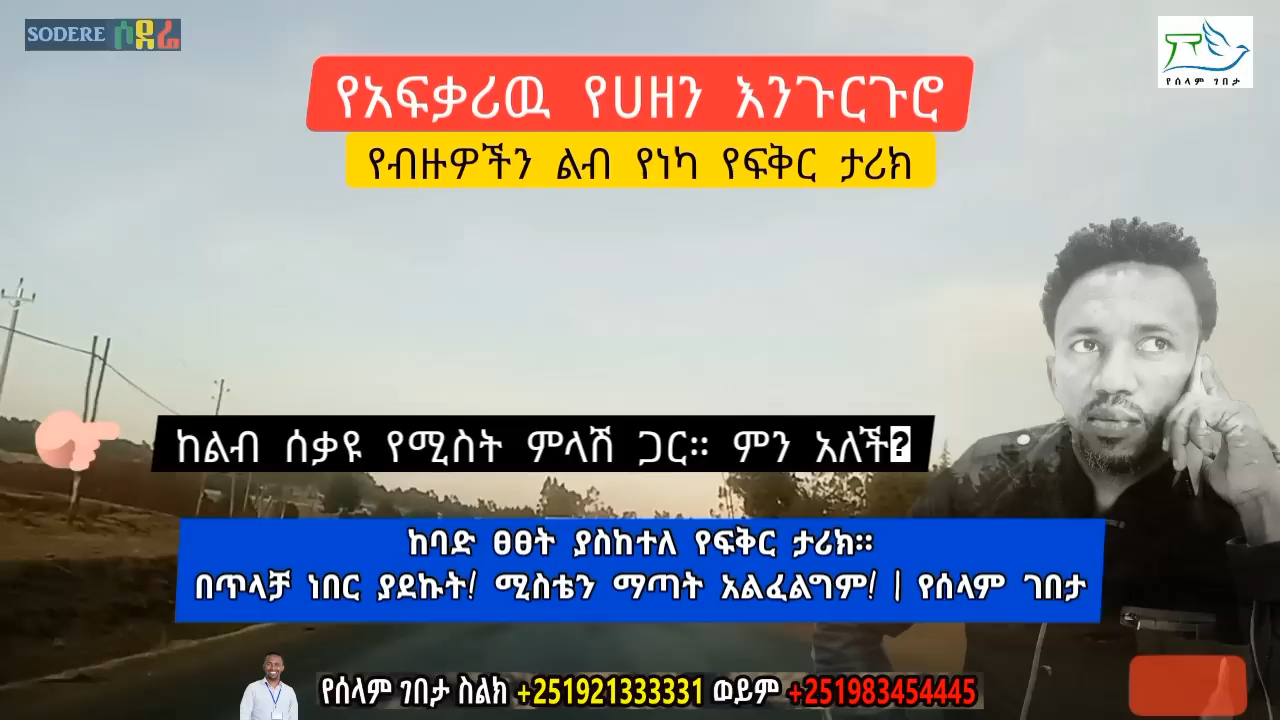 SODERE ሶደሬ
የሰላም ገበታ
የአፍቃሪዉ የሀዘን እንጉርጉሮ
የብዙዎችን ልብ የነካ የፍቅር ታሪክ
ከልብ ሰቃዩ የሚስት ምላሽ ጋር። ምን አለች
ከባድ ፀፀት ያስከተለ የፍቅር ታሪክ።
በጥላቻ ነበር ያደኩት! ሚስቴን ማጣት አልፈልግም! | የሰላም ገበታ
የሰላም ገበታ ስልክ +251921333331 ወይም +251983454445